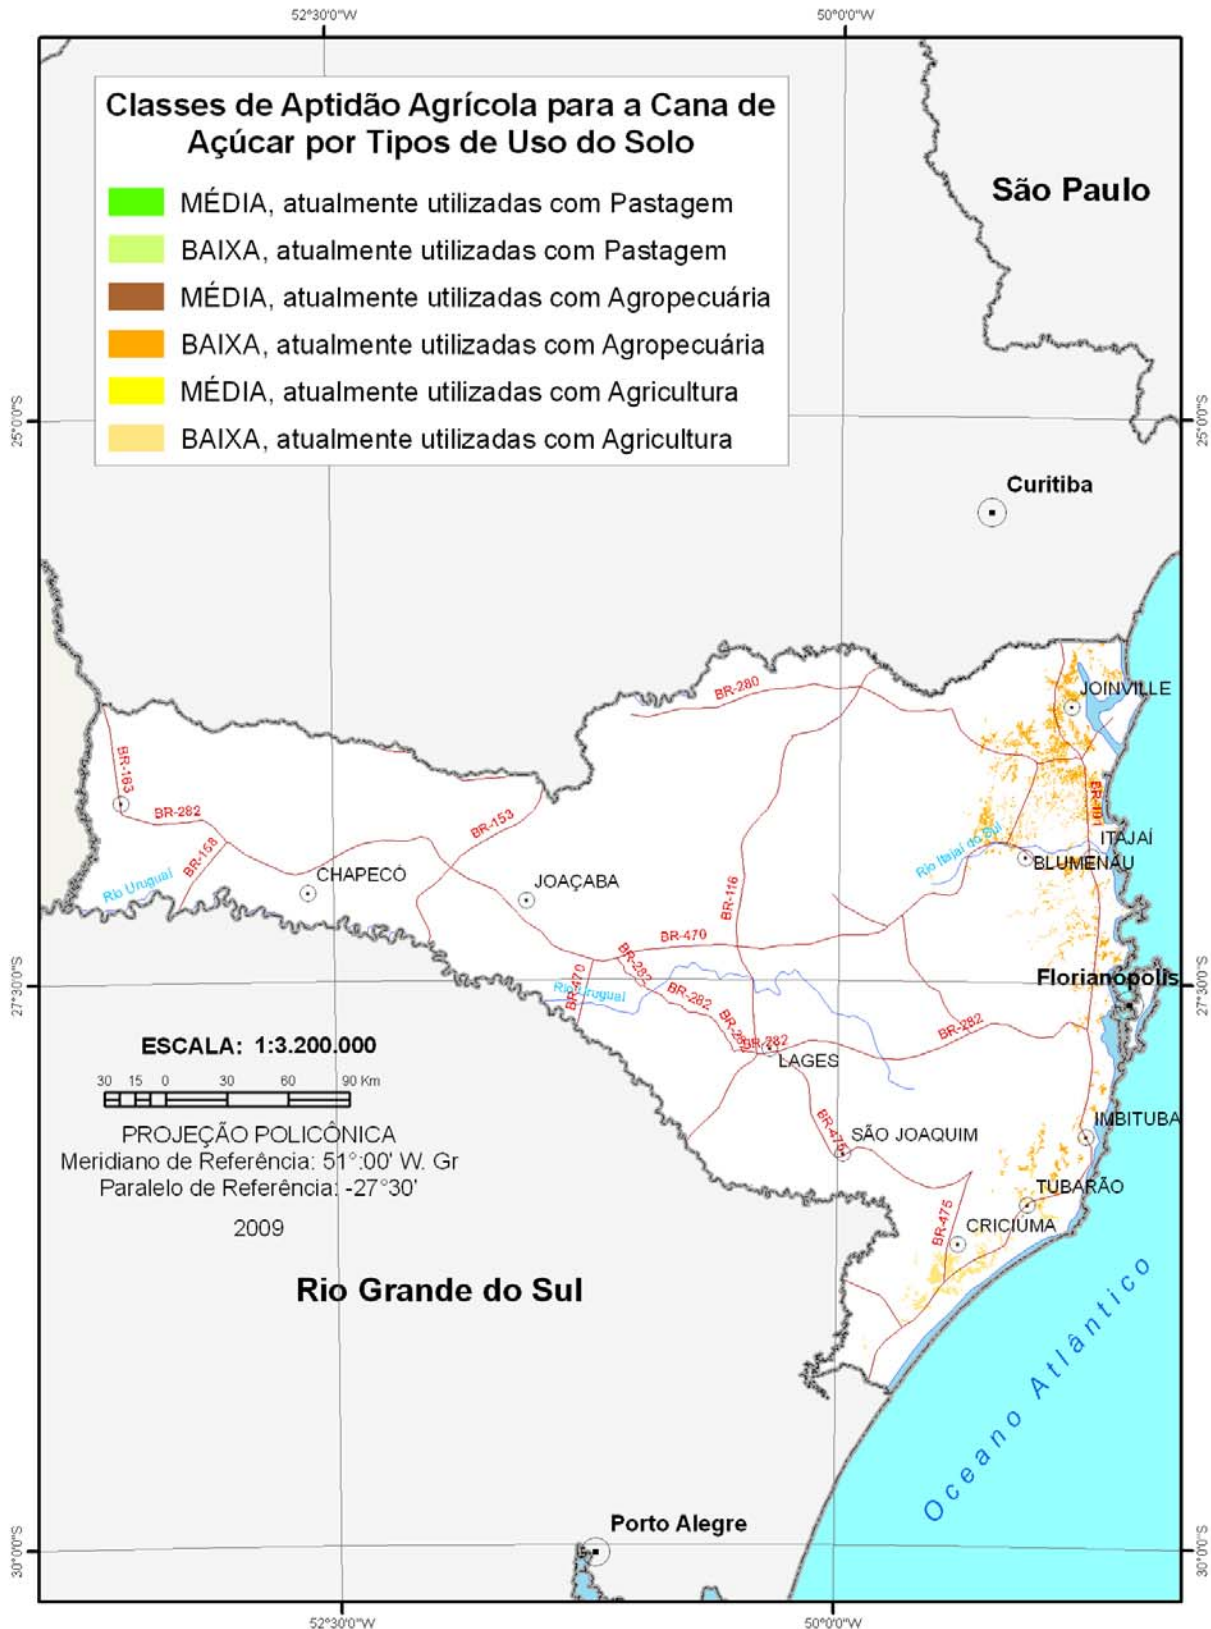 52°30'0"W
50°0'0"W
Classes de Aptidão Agrícola para a Cana de
Açúcar por Tipos de Uso do Solo
MÉDIA, atualmente utilizadas com Pastagem
BAIXA, atualmente utilizadas com Pastagem
MÉDIA, atualmente utilizadas com Agropecuária
BAIXA, atualmente utilizadas com Agropecuária
MÉDIA, atualmente utilizadas com Agricultura
BAIXA, atualmente utilizadas com Agricultura
São Paulo
25°0'0"S
25°0'0"S
Curitiba
BR-280
JOINVILLE
BR-163
BR-282
BR-153
BR-101
ITAJAÍ
Rio Itajaí do Sul
BLUMENAU
BR-158
CHAPECÓ
Rio Uruguai
JOAÇABA
BR-116
BR-470
BR-282
Florianópolis
27°30'0"S
27°30'0"S
BR-470
Rio Uruguai
BR-282
BR-282
BR-282
BR-282
LAGES
ESCALA: 1:3.200.000
30 15 0 30 60 90 Km
PROJEÇÃO POLICÔNICA
Meridiano de Referência: 51°:00' W. Gr
Paralelo de Referência: -27°30'
2009
IMBITUBA
BR-475
SÃO JOAQUIM
TUBARÃO
BR-475
CRICIÚMA
Rio Grande do Sul
Oceano Atlântico
Porto Alegre
30°0'0"S
30°0'0"S
52°30'0"W
50°0'0"W